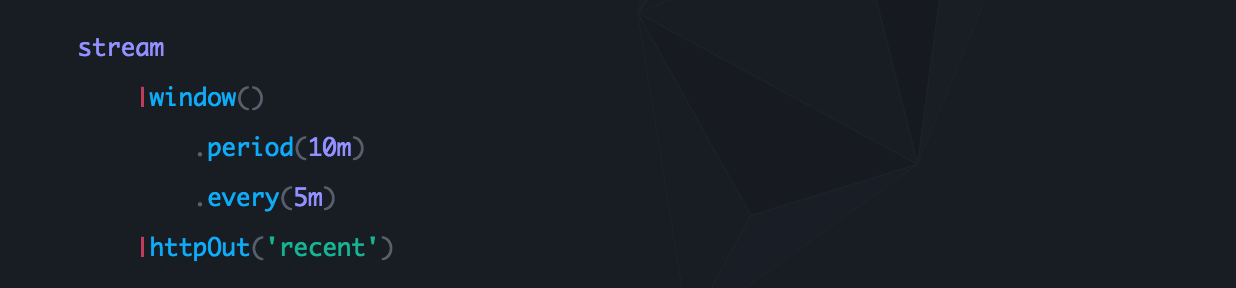 stream
|window()
.period(10m)
.every(5m)
|httpOut('recent')